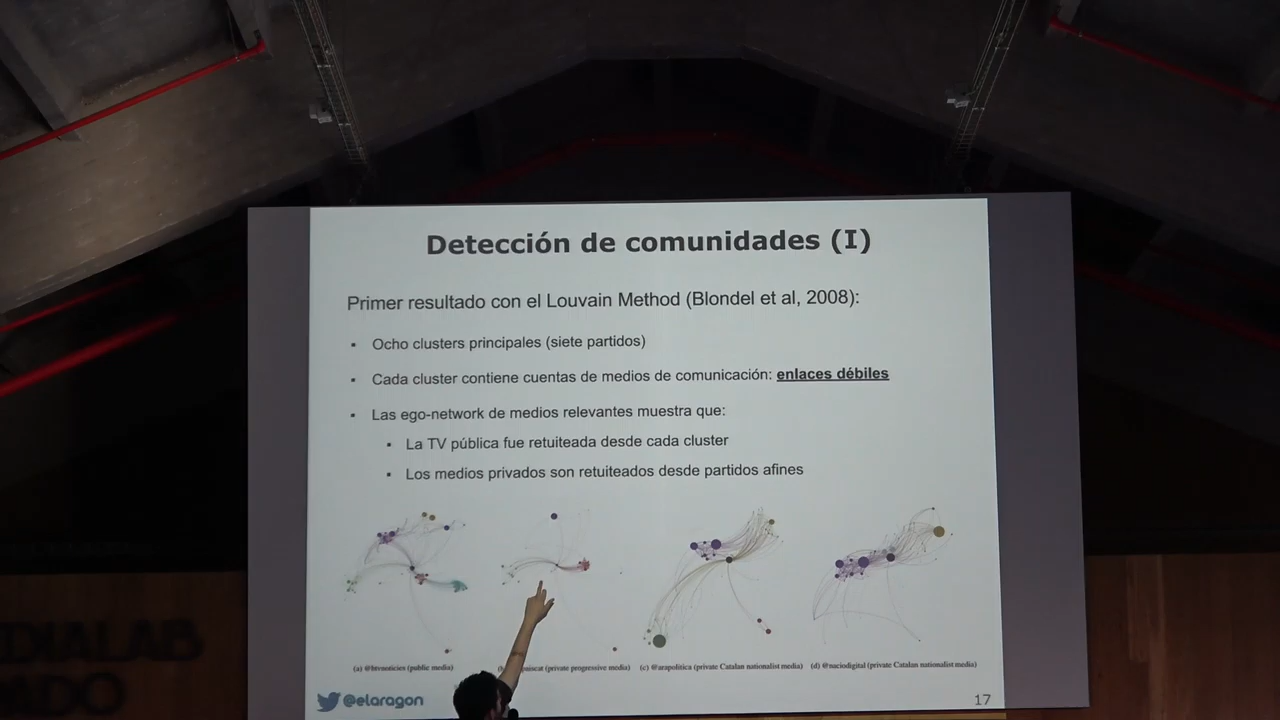 Detección de comunidades (I)
Primer resultado con el Louvain Method (Blondel et al, 2008):
▪ Ocho clusters principales (siete partidos)
▪ Cada cluster contiene cuentas de medios de comunicación: enlaces débiles
▪ Las ego-network de medios relevantes muestra que:
▪ La TV pública fue retuiteada desde cada cluster
▪ Los medios privados son retuiteados desde partidos afines
(a) @btvnoticies (public media)
(private progressive media)
(c) @arapolitica (private Catalan nationalist media)
(d) @naciodigital (private Catalan nationalist media)
@elaragon
17
DIALAB
ADO